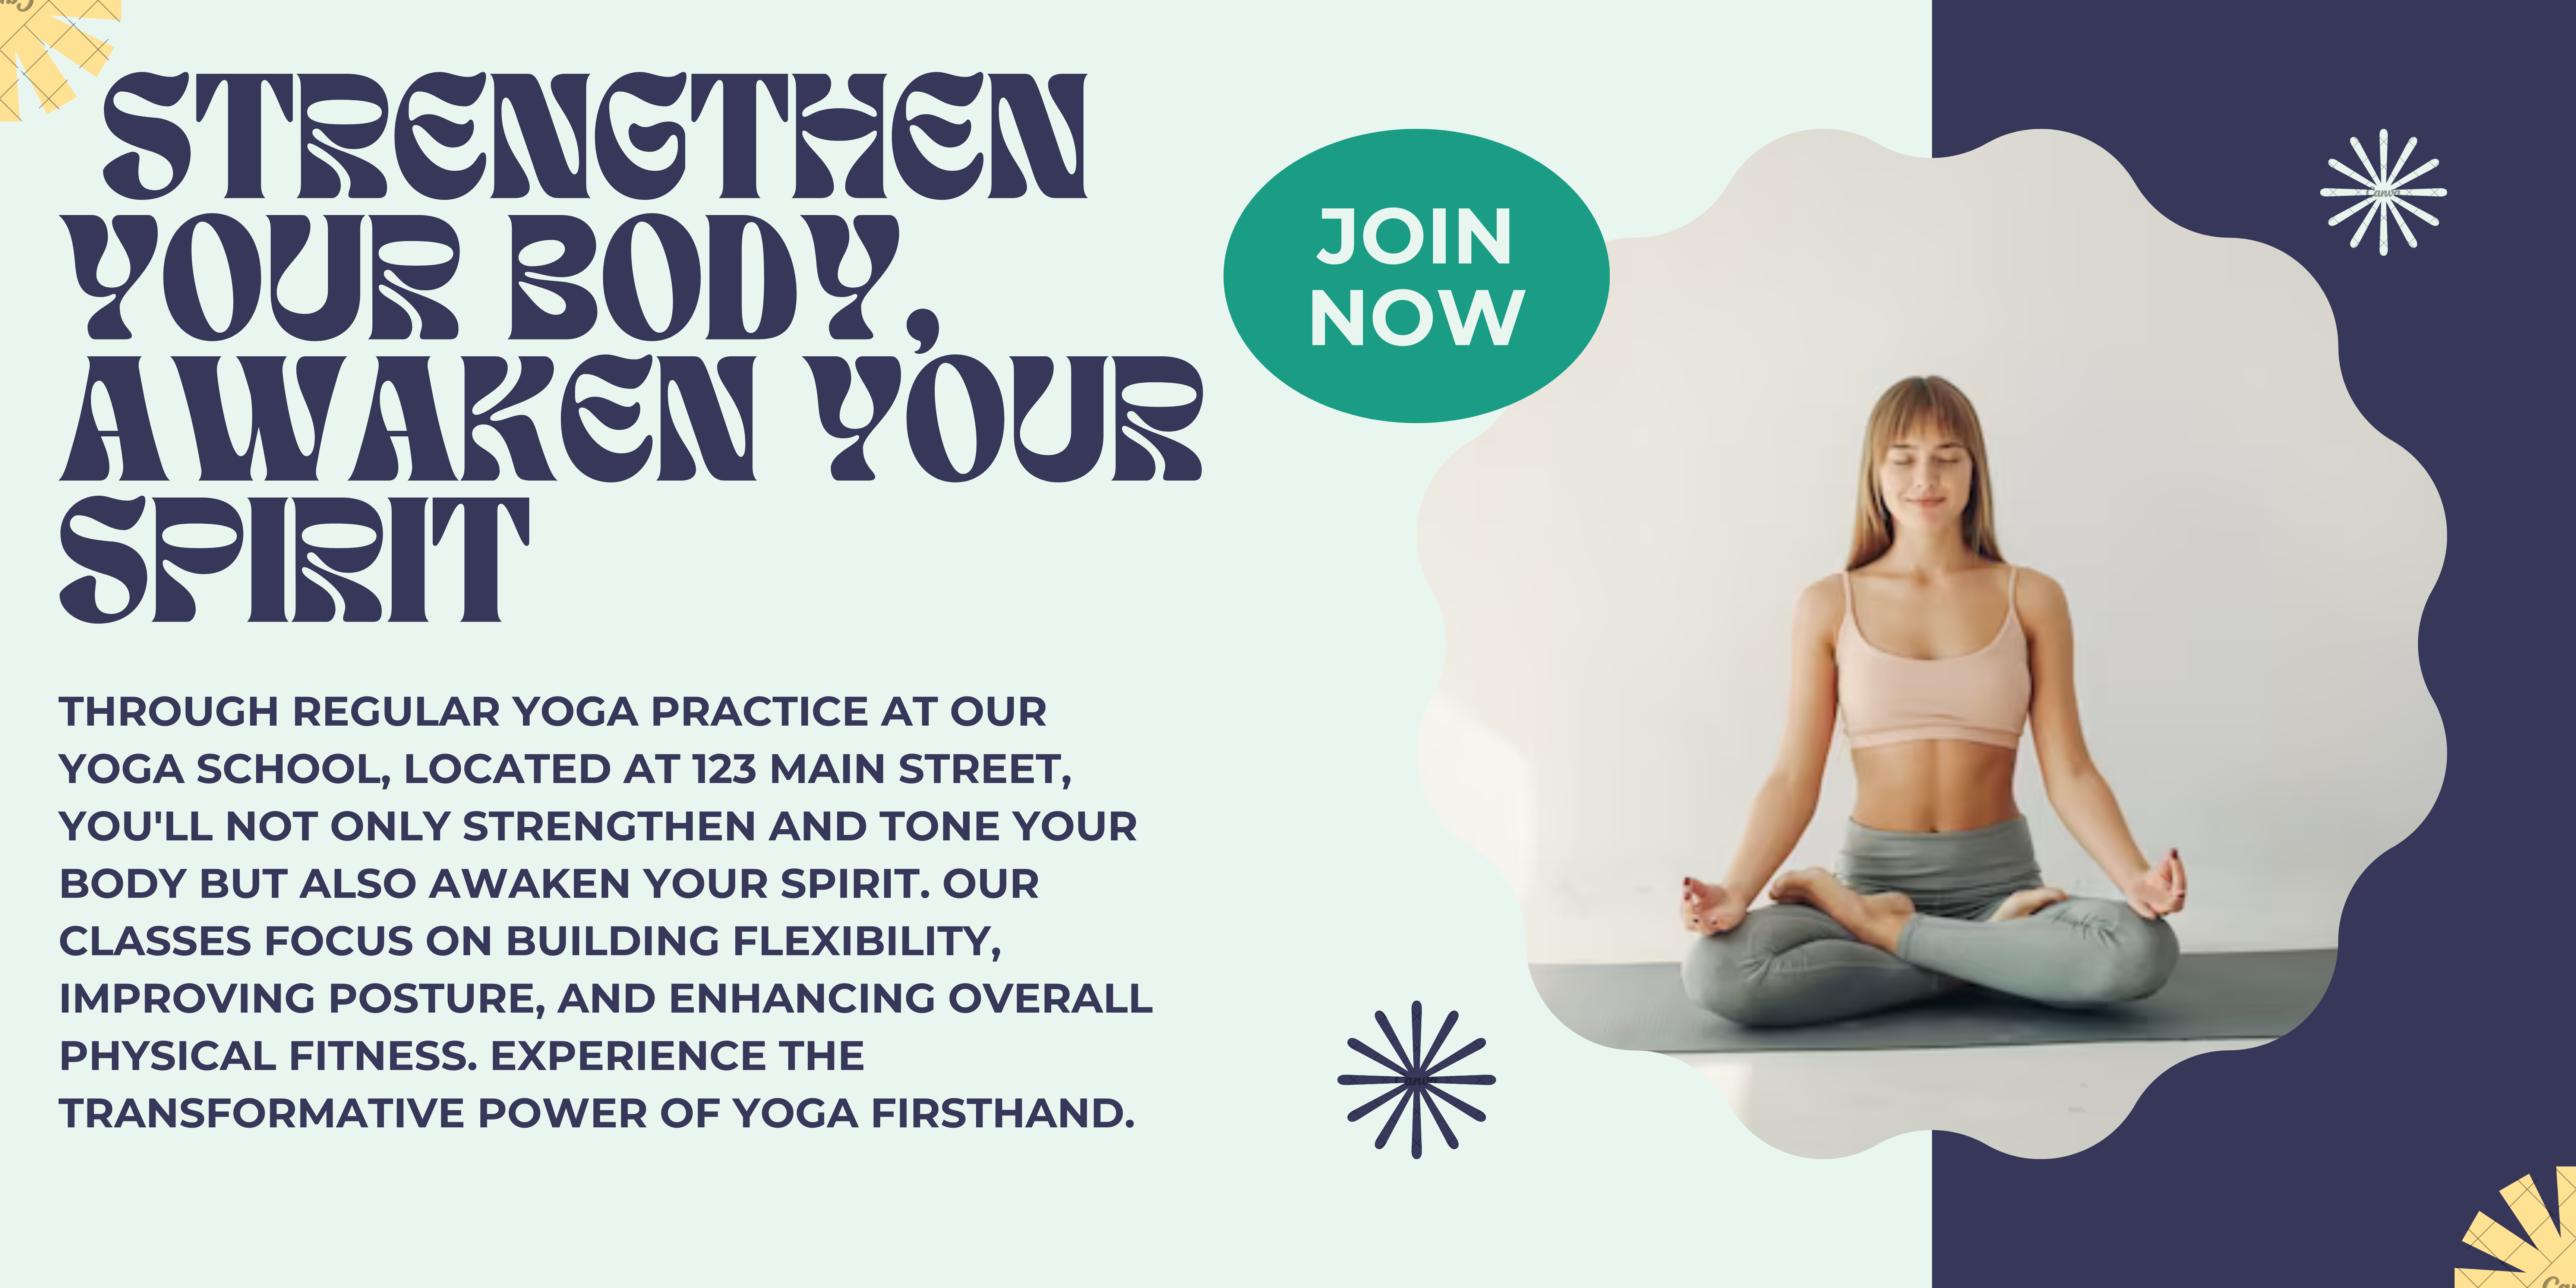 STRENGTHEN
YOUR BODY,
AWAKEN YOUR
SPIRIT
JOIN
NOW
THROUGH REGULAR YOGA PRACTICE AT OUR
YOGA SCHOOL, LOCATED AT 123 MAIN STREET,
YOU'LL NOT ONLY STRENGTHEN AND TONE YOUR
BODY BUT ALSO AWAKEN YOUR SPIRIT. OUR
CLASSES FOCUS ON BUILDING FLEXIBILITY,
IMPROVING POSTURE, AND ENHANCING OVERALL
PHYSICAL FITNESS. EXPERIENCE THE
TRANSFORMATIVE POWER OF YOGA FIRSTHAND.
Canva